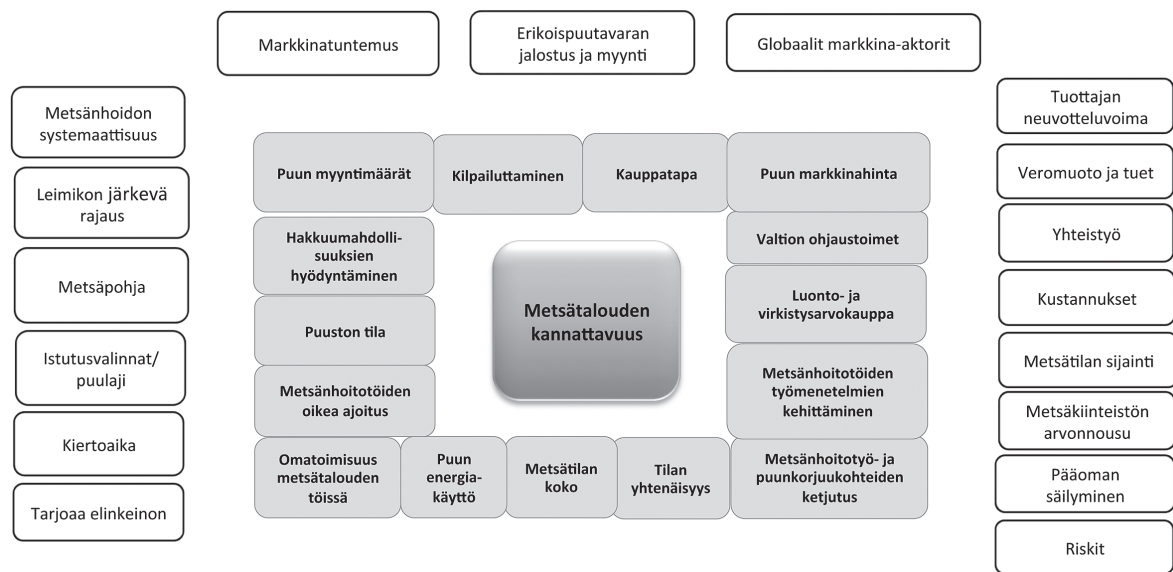 Markkinatuntemus
Erikoispuutavaran
jalostus ja myynti
Globaalit markkina-aktorit
Metsänhoidon
systemaattisuus
Leimikon järkevä
rajaus
Metsäpohja
Istutusvalinnat/
puulaji
Kiertoaika
Tarjoaa elinkeinon
Puun myyntimäärät
Kilpailuttaminen
Kauppatapa
Puun markkinahinta
Hakkuumahdolli-
suuksien
hyödyntäminen
Puuston tila
Metsänhoitotöiden
oikea ajoitus
Metsätalouden
kannattavuus
Valtion ohjaustoimet
Luonto- ja
virkistysarvokauppa
Metsänhoitotöiden
työmenetelmien
kehittäminen
Omatoimisuus
metsätalouden
töissä
Puun
energia-
käyttö
Metsätilan
koko
Tilan
yhtenäisyys
Metsänhoitotyö- ja
puunkorjuukohteiden
ketjutus
Tuottajan
neuvotteluvoima
Veromuoto ja tuet
Yhteistyö
Kustannukset
Metsätilan sijainti
Metsäkiinteistön
arvonnousu
Pääoman
säilyminen
Riskit